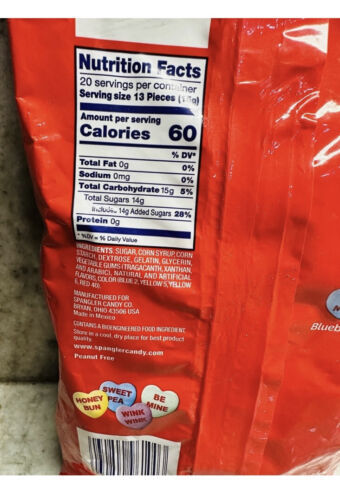 Nutrition Facts
20 servings per container
Serving size 13 Pieces
Amount per serving
Calories 60
% DV*
Total Fat 0g 0%
Sodium 0mg 0%
Total Carbohydrate 15g 5%
Total Sugars 14g
Includes 14g Added Sugars 28%
Protein 0g
* %DV = % Daily Value
INGREDIENTS: SUGAR, CORN SYRUP, CORN
STARCH, DEXTROSE, GELATIN, GLYCERIN,
VEGETABLE GUMS (TRAGACANTH, XANTHAN,
AND ARABIC), NATURAL AND ARTIFICIAL
FLAVORS, COLOR (BLUE 2, YELLOW 5, YELLOW
6, RED 40).
MANUFACTURED FOR
SPANGLER CANDY CO.
BRYAN, OHIO 43506 USA
Made in Mexico
CONTAINS A BIOENGINEERED FOOD INGREDIENT.
Store in a cool, dry place for best product
quality.
www.spanglercandy.com
Peanut Free
HONEY
BUN
SWEET
PEA
WINK
WINK
BE
MINE
Blueb